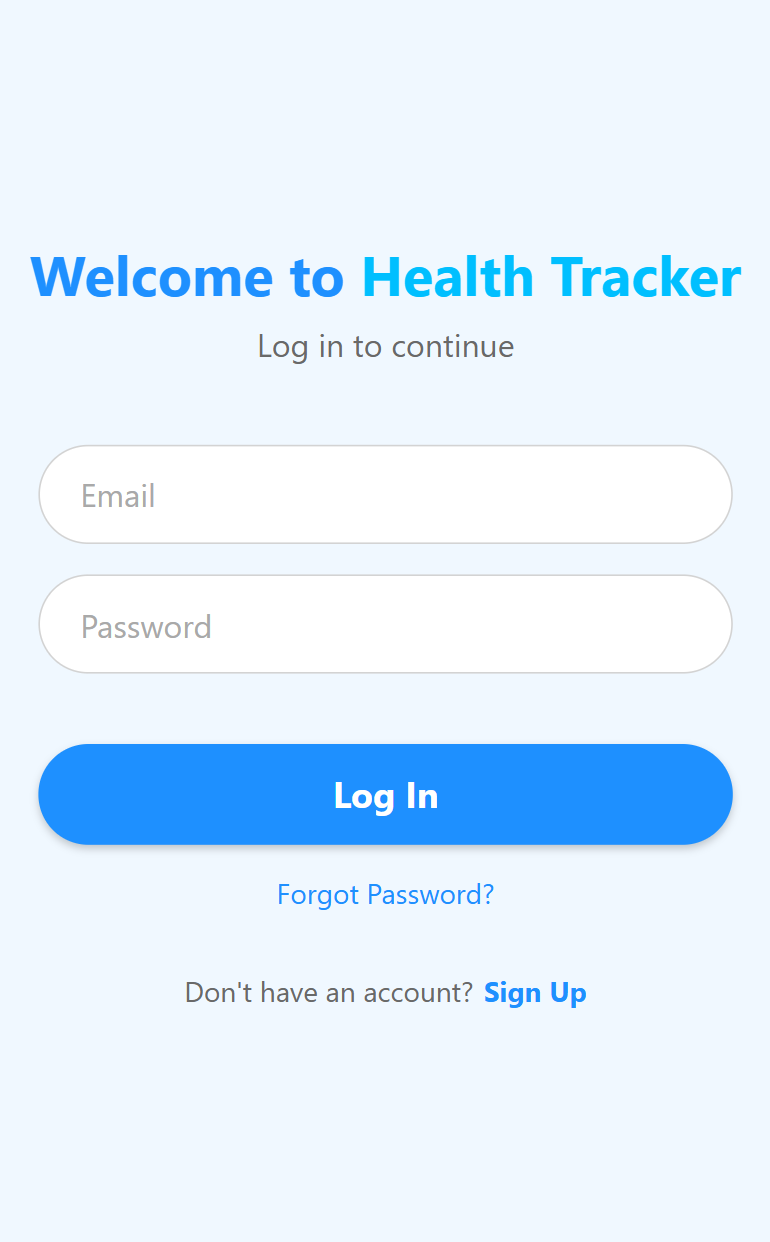 Welcome to Health Tracker
Log in to continue
Email
Password
Log In
Forgot Password?
Don't have an account? Sign Up